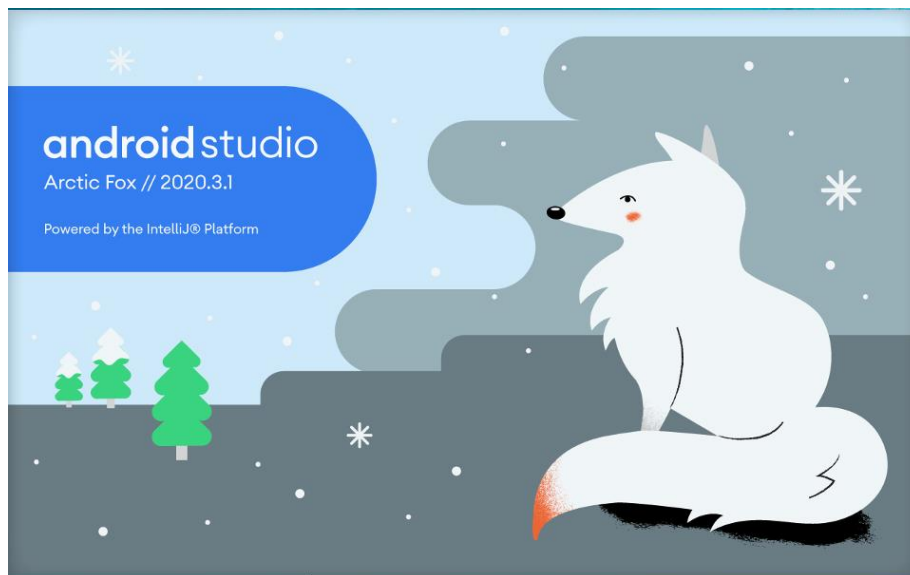 android studio
Arctic Fox // 2020.3.1
Powered by the IntelliJ® Platform